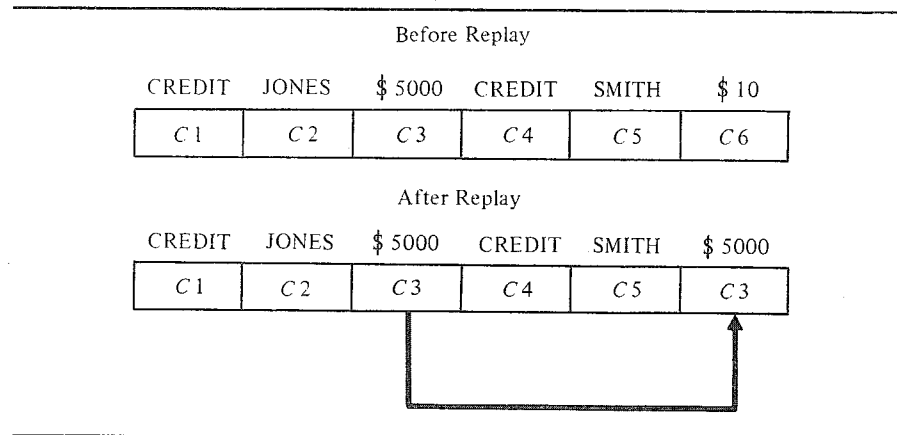 Before Replay
CREDIT JONES $ 5000 CREDIT SMITH $ 10
C1 C2 C3 C4 C5 C6
After Replay
CREDIT JONES $ 5000 CREDIT SMITH $ 5000
C1 C2 C3 C4 C5 C3